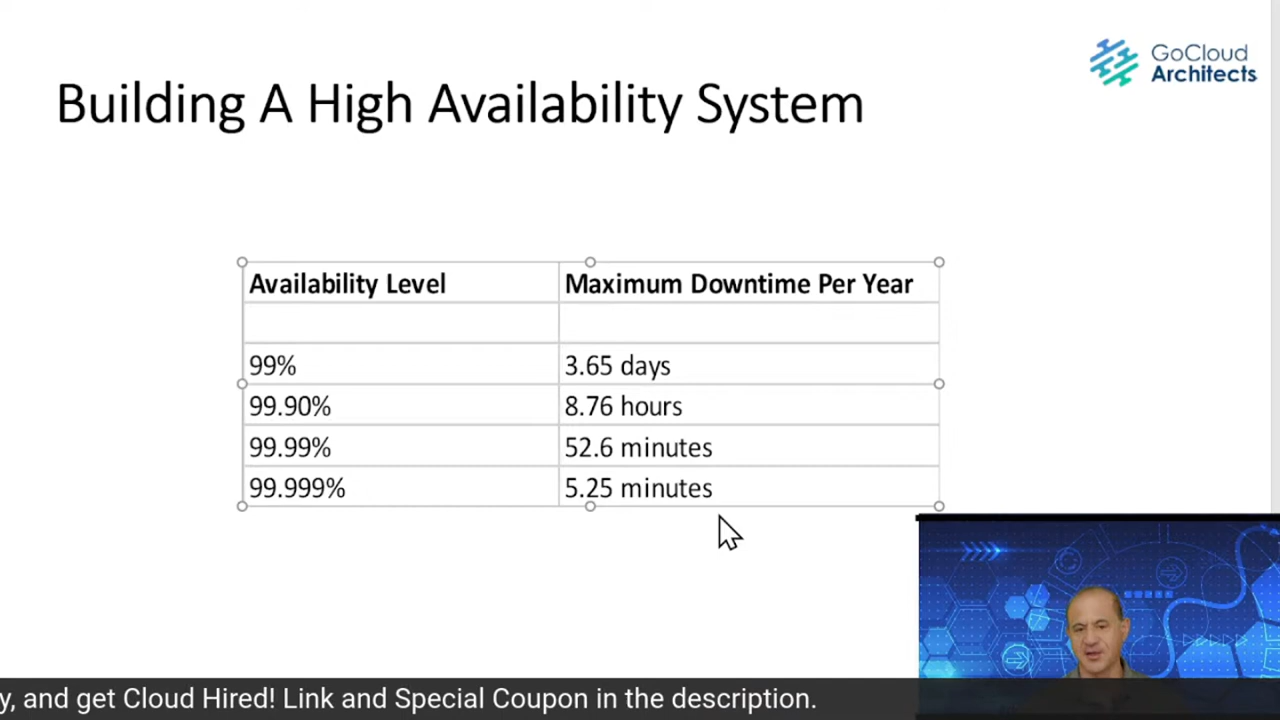 GoCloud
Architects
Building A High Availability System
Availability Level Maximum Downtime Per Year
99% 3.65 days
99.90% 8.76 hours
99.99% 52.6 minutes
99.999% 5.25 minutes
y, and get Cloud Hired! Link and Special Coupon in the description.